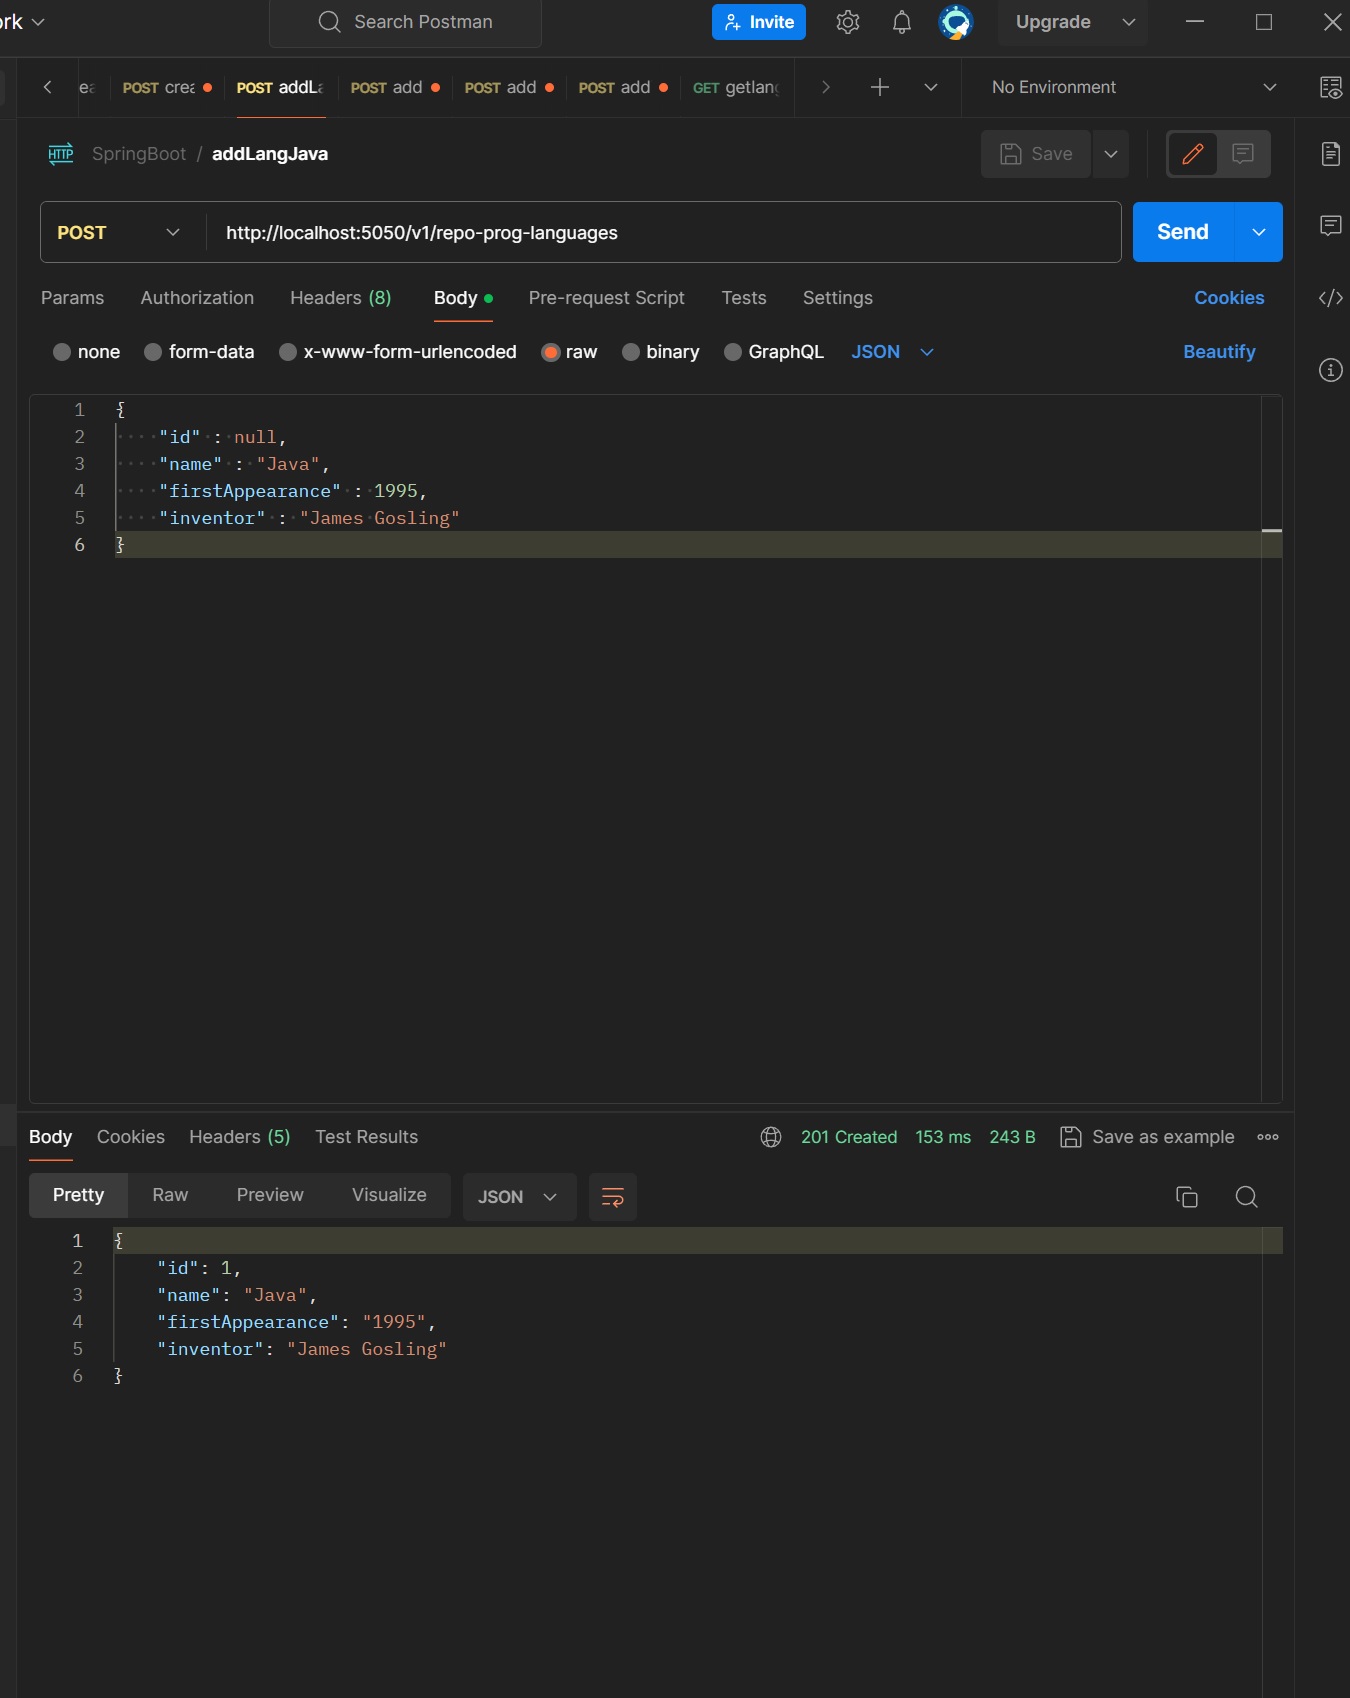 Search Postman
Invite
Upgrade
POST
POST addL
POST add
POST add
POST add
GET getlang
No Environment
HTTP SpringBoot / addLangJava
Save
POST http://localhost:5050/v1/repo-prog-languages
Send
Params Authorization Headers (8) Body Pre-request Script Tests Settings Cookies
none form-data x-www-form-urlencoded raw binary GraphQL JSON Beautify
1 {
2 "id" : null,
3 "name" : "Java",
4 "firstAppearance" : 1995,
5 "inventor" : "James Gosling"
6 }
Body Cookies Headers (5) Test Results 201 Created 153 ms 243 B Save as example
Pretty Raw Preview Visualize JSON
1 {
2 "id": 1,
3 "name": "Java",
4 "firstAppearance": "1995",
5 "inventor": "James Gosling"
6 }